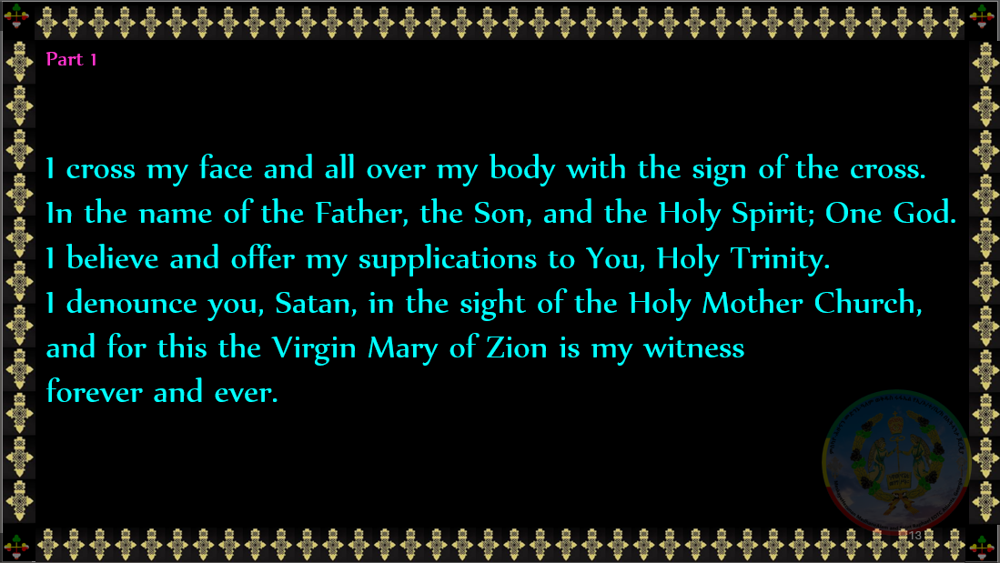 Part 1
I cross my face and all over my body with the sign of the cross.
In the name of the Father, the Son, and the Holy Spirit; One God.
I believe and offer my supplications to You, Holy Trinity.
I denounce you, Satan, in the sight of the Holy Mother Church,
and for this the Virgin Mary of Zion is my witness
forever and ever.
13